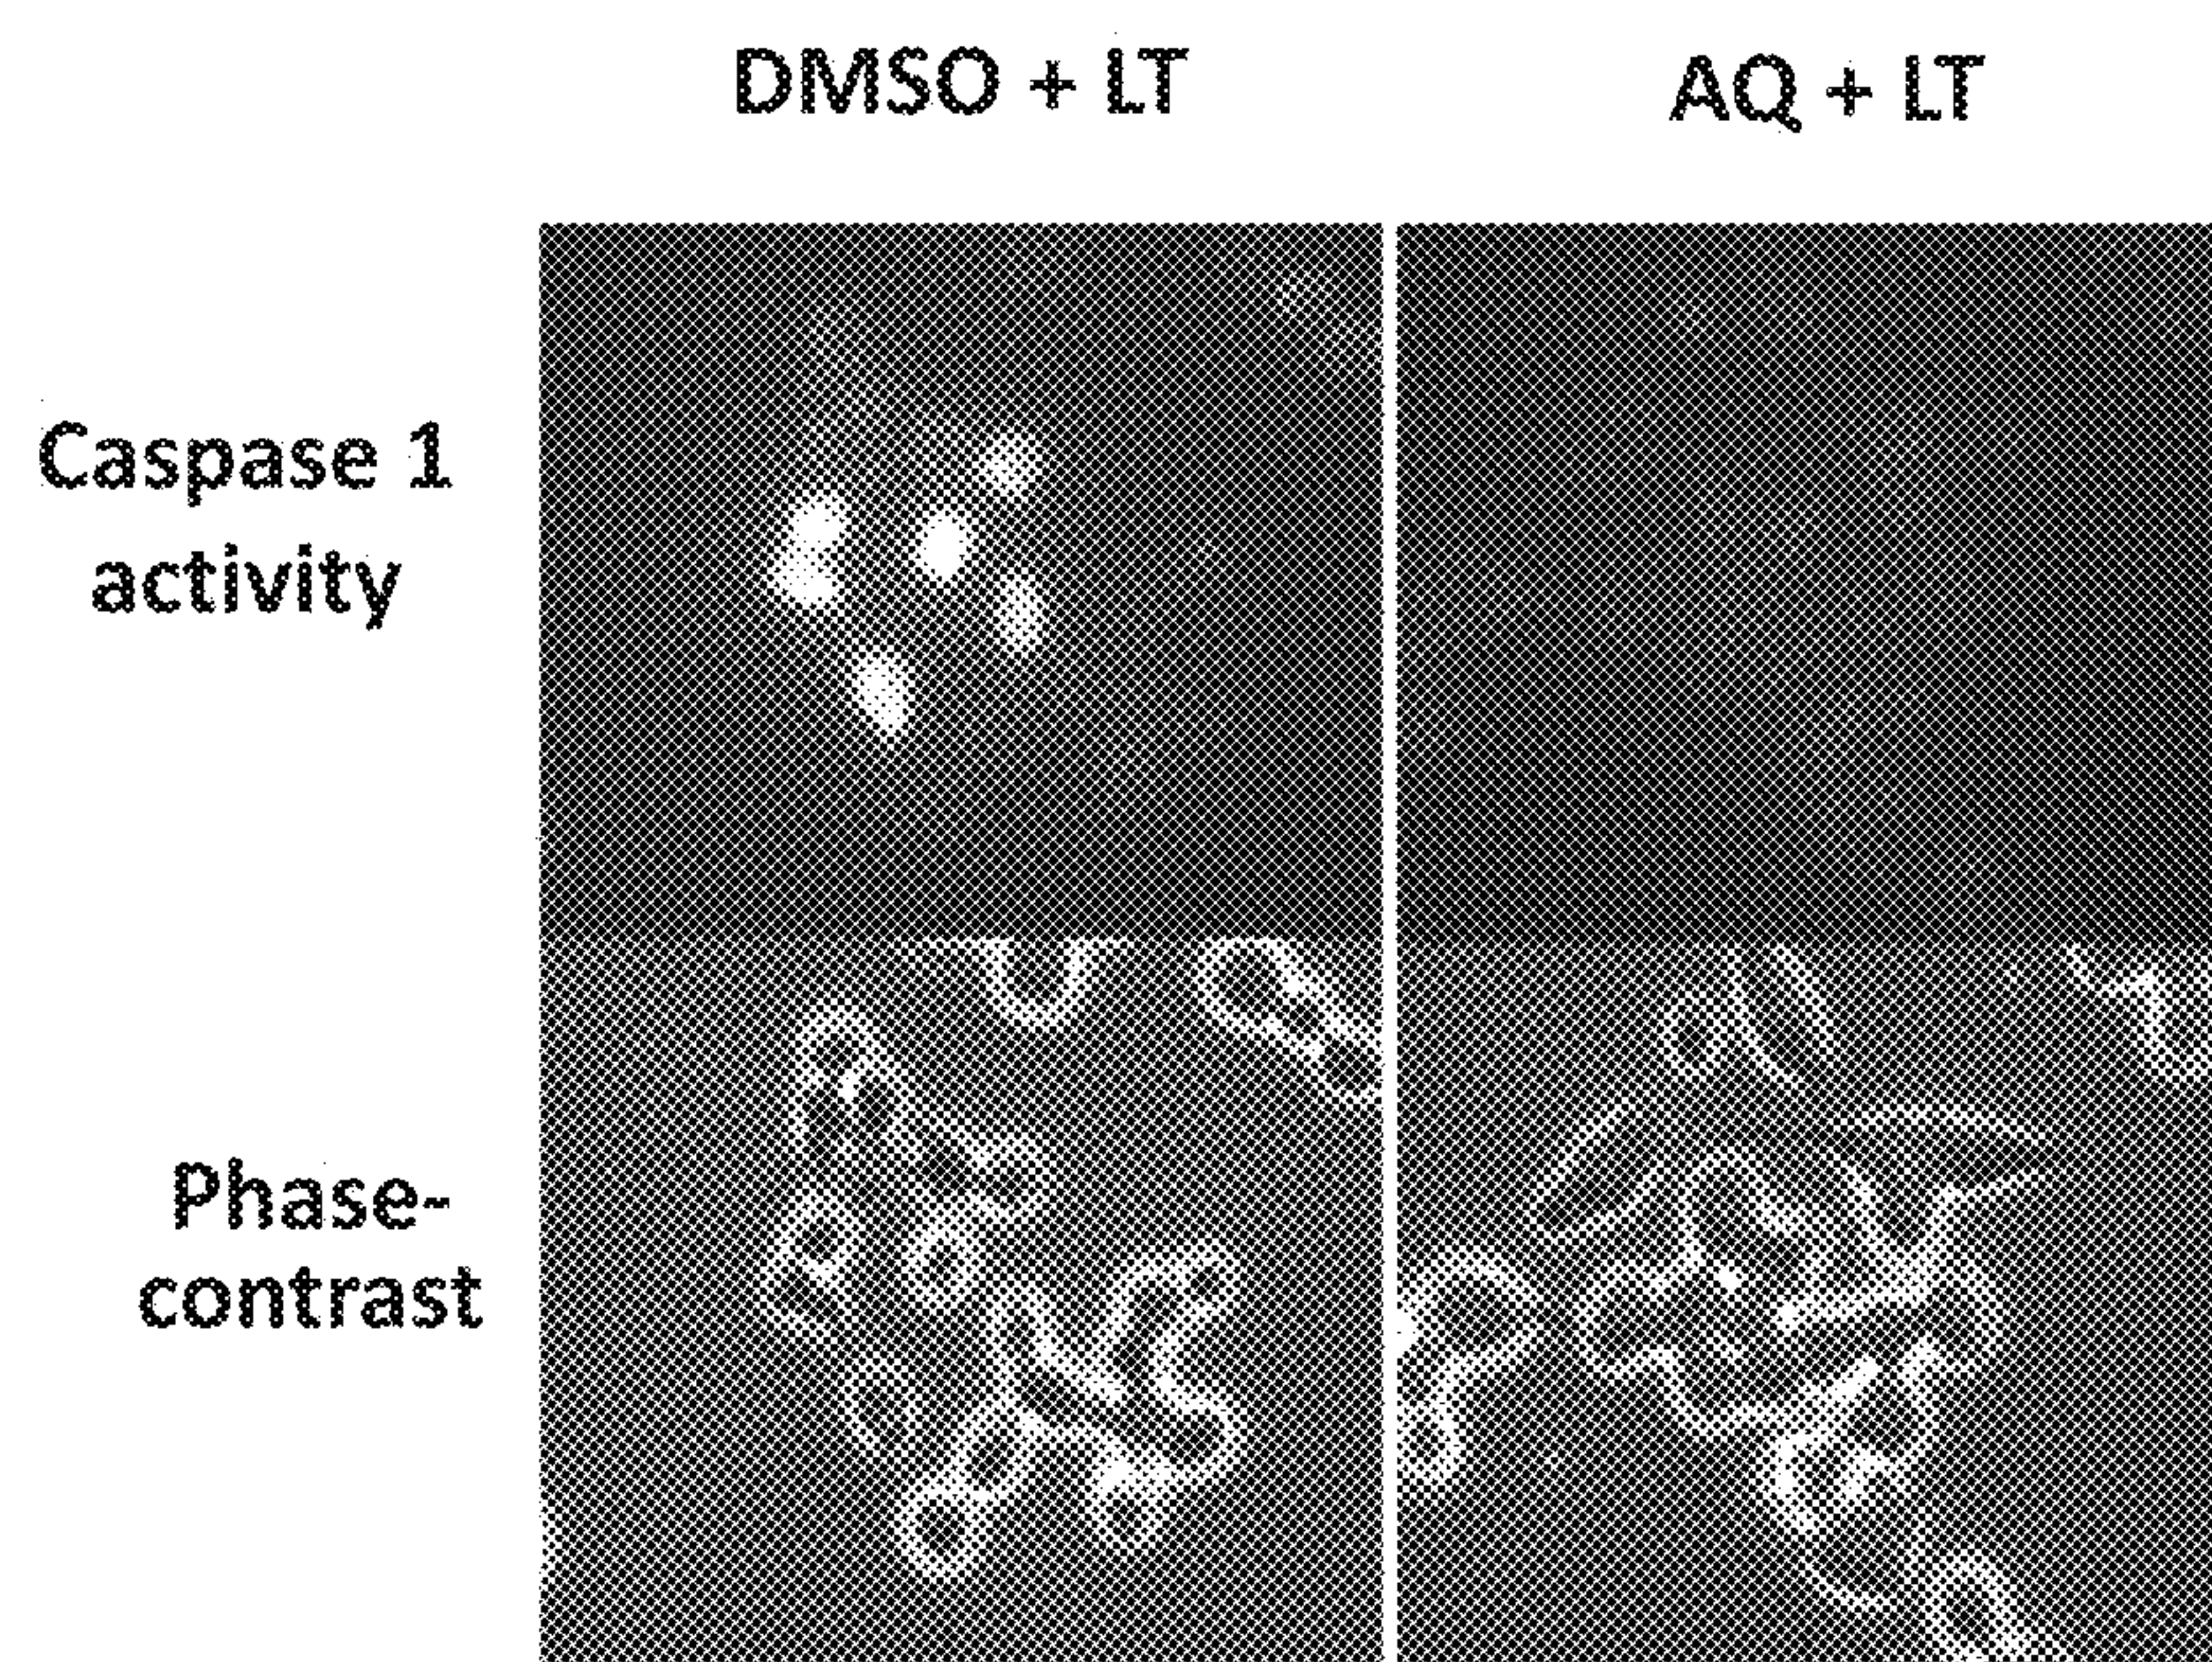 DMSO + LT
AQ + LT
Caspase 1
activity
Phase-
contrast